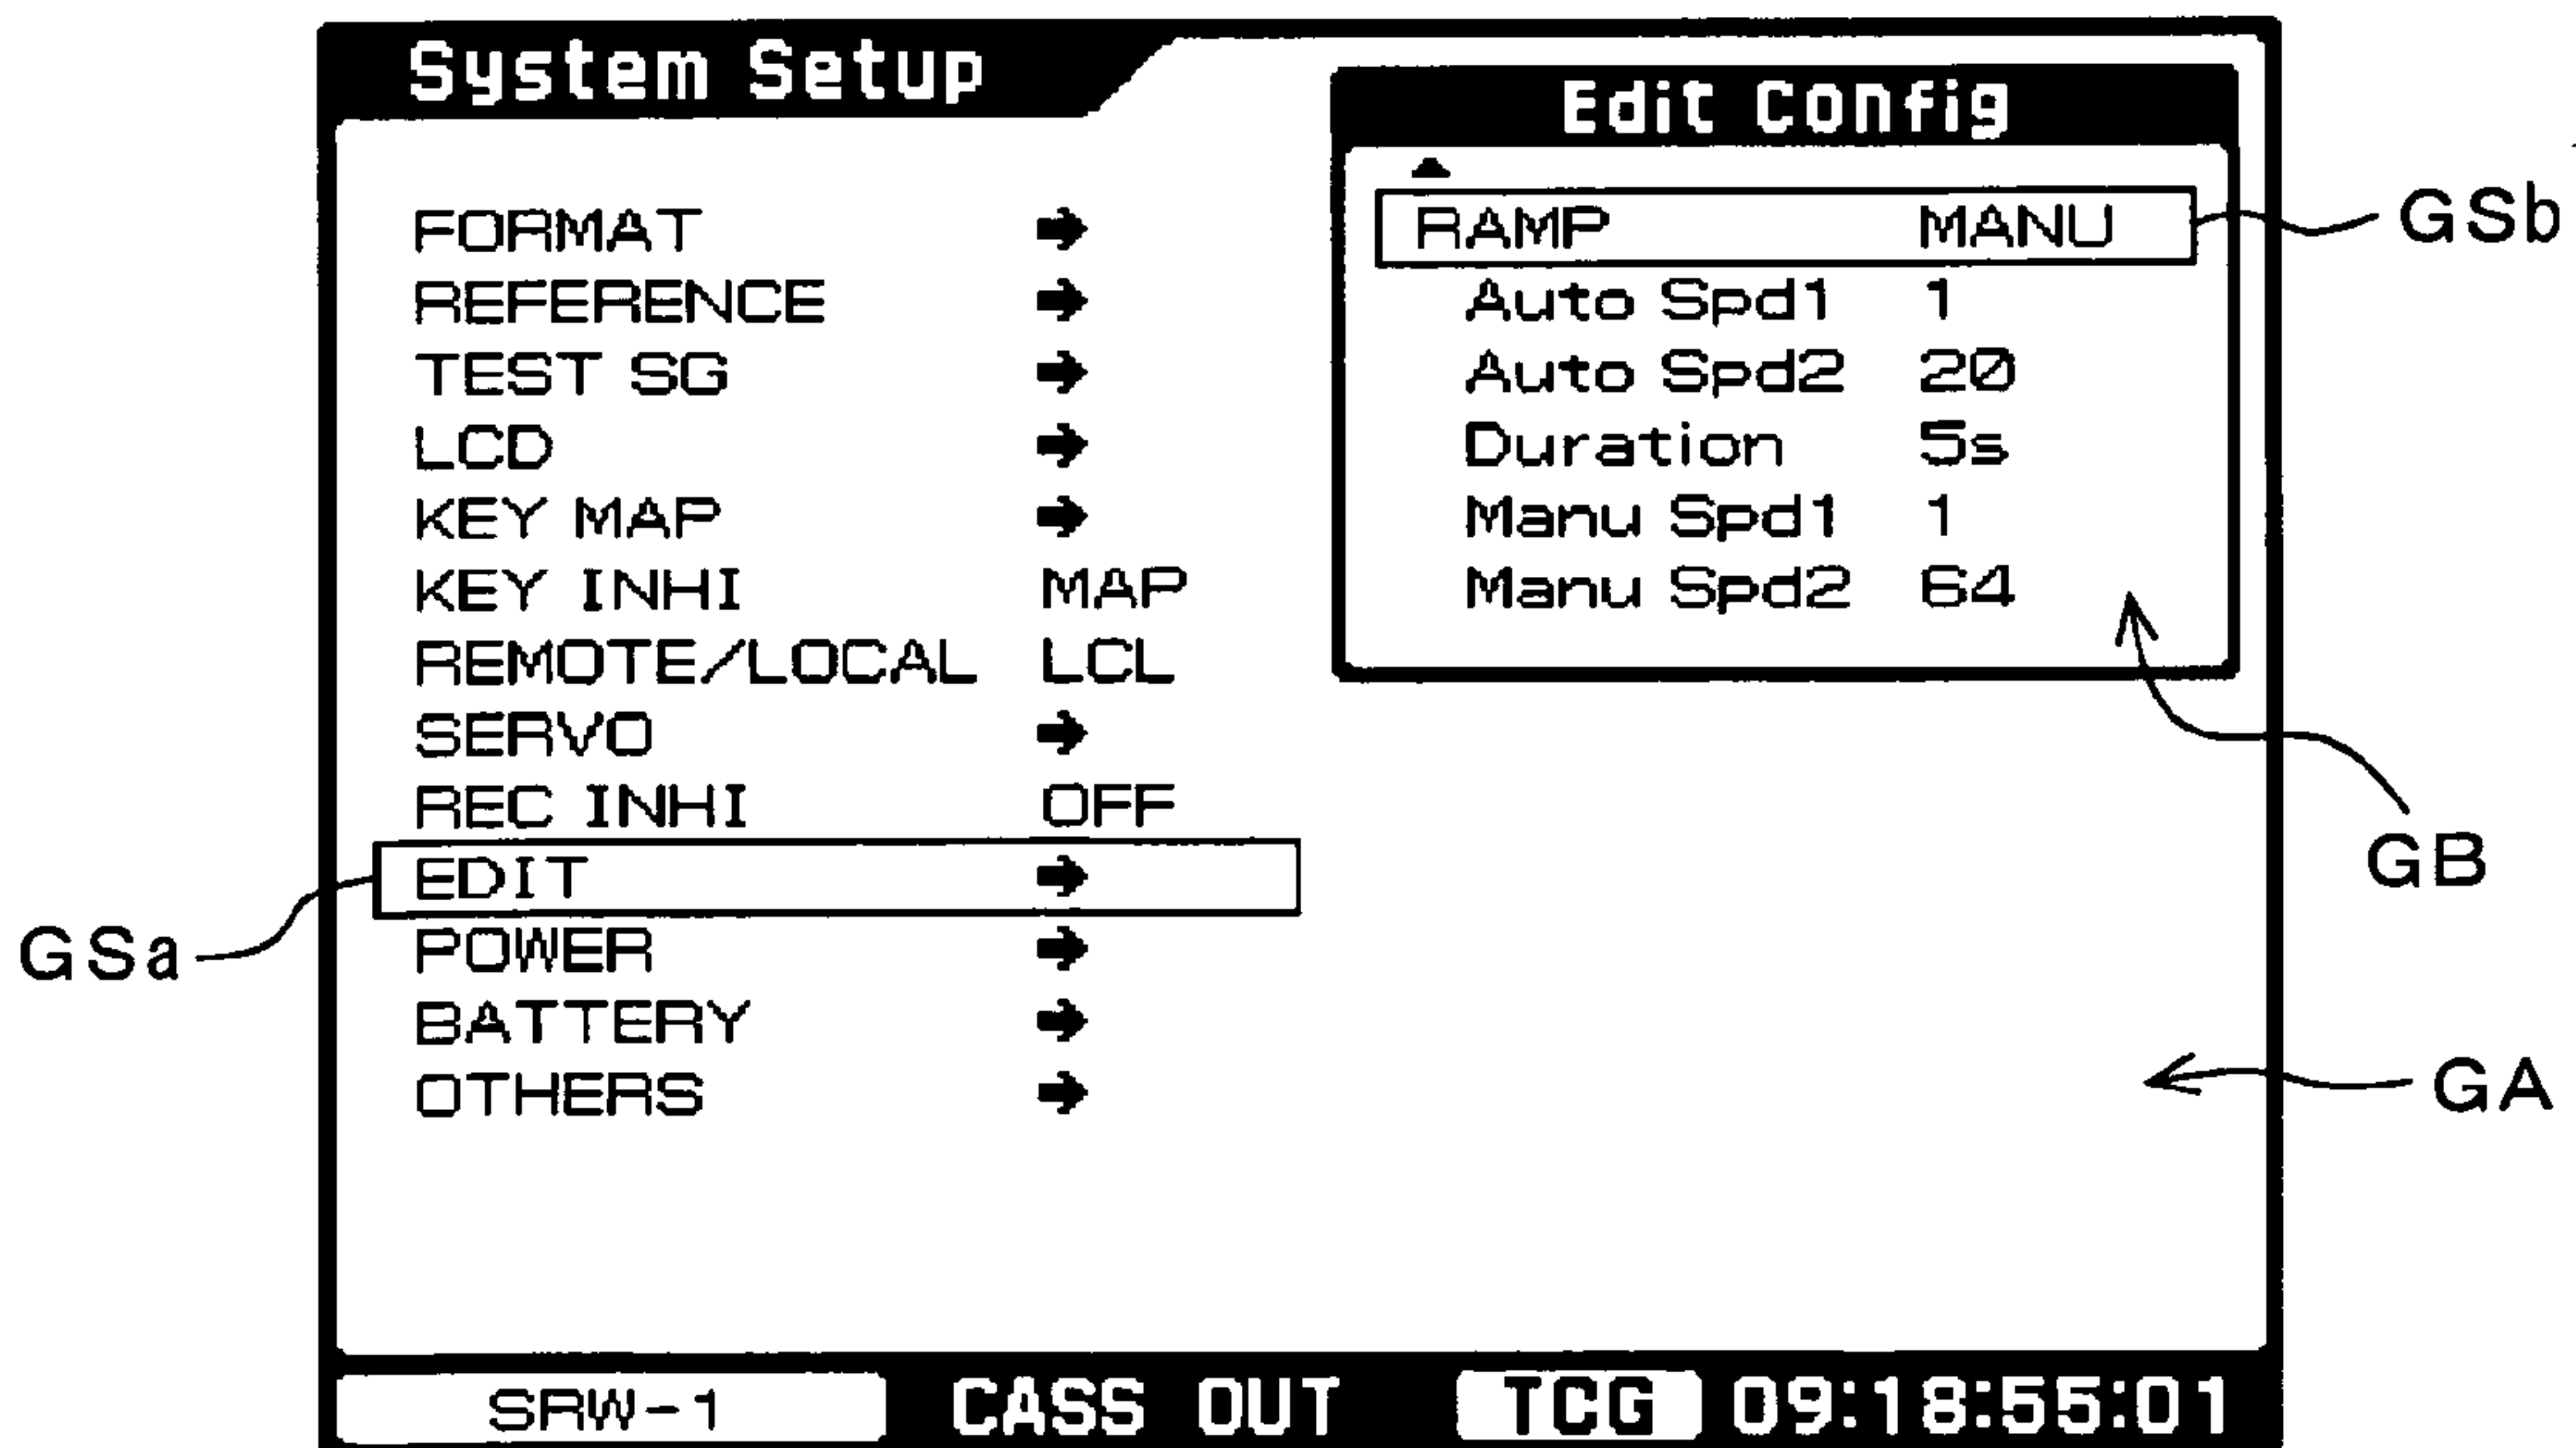 System Setup
FORMAT ➡
REFERENCE ➡
TEST SG ➡
LCD ➡
KEY MAP ➡
KEY INHI MAP
REMOTE/LOCAL LCL
SERVO ➡
REC INHI OFF
EDIT ➡
POWER ➡
BATTERY ➡
OTHERS ➡
Edit Config
RAMP MANU
Auto Spd1 1
Auto Spd2 20
Duration 5s
Manu Spd1 1
Manu Spd2 64
GSb
GB
GSa
GA
SRW-1 CASS OUT TCG 09:18:55:01